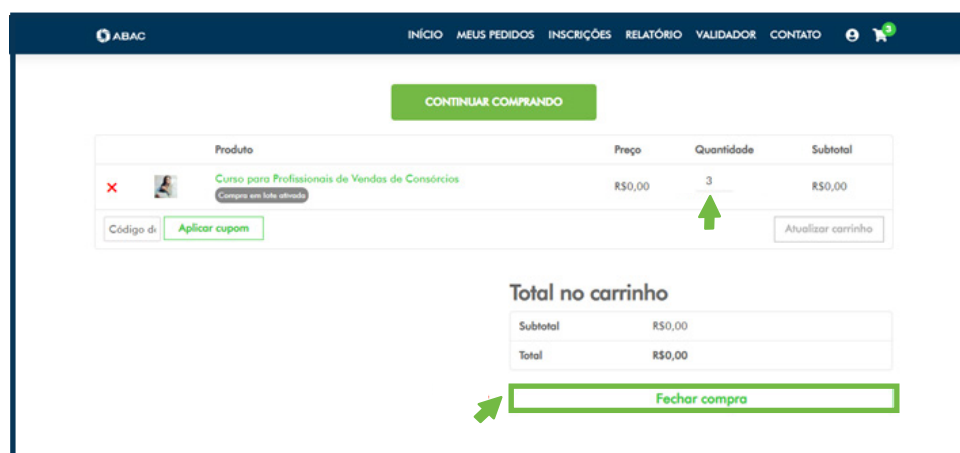 ABAC INÍCIO MEUS PEDIDOS INSCRIÇÕES RELATÓRIO VALIDADOR CONTATO 3
CONTINUAR COMPRANDO
Produto Preço Quantidade Subtotal
Curso para Profissionais de Vendas de Consórcios R$0,00 3 R$0,00
Compra em lote ativada
Código de Aplicar cupom Atualizar carrinho
Total no carrinho
Subtotal R$0,00
Total R$0,00
Fechar compra